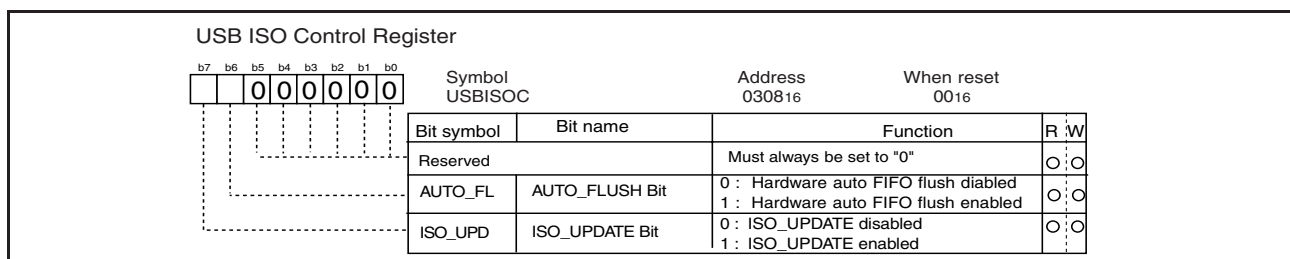 USB ISO Control Register
b7 b6 b5 b4 b3 b2 b1 b0
0 0 0 0 0 0
Symbol Address When reset
USBISOC 030816 0016
Bit symbol Bit name Function R W
Reserved Must always be set to "0" O O
AUTO_FL AUTO_FLUSH Bit 0 : Hardware auto FIFO flush diabled O O
1 : Hardware auto FIFO flush enabled
ISO_UPD ISO_UPDATE Bit 0 : ISO_UPDATE disabled O O
1 : ISO_UPDATE enabled